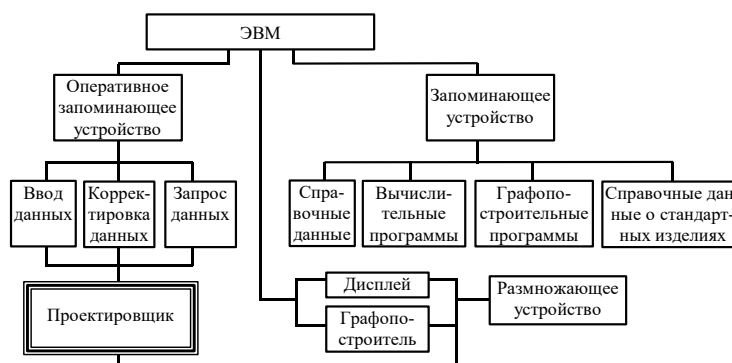 ЭВМ
Оперативное
запоминающее
устройство
Запоминающее
устройство
Ввод
данных
Коррек-
тировка
данных
Запрос
данных
Спра-
вочные
данные
Вычисли-
тельные
программы
Графопо-
строительные
программы
Справочные дан-
ные о стандарт-
ных изделиях
Проектировщик
Дисплей
Графопо-
строитель
Размножающее
устройство